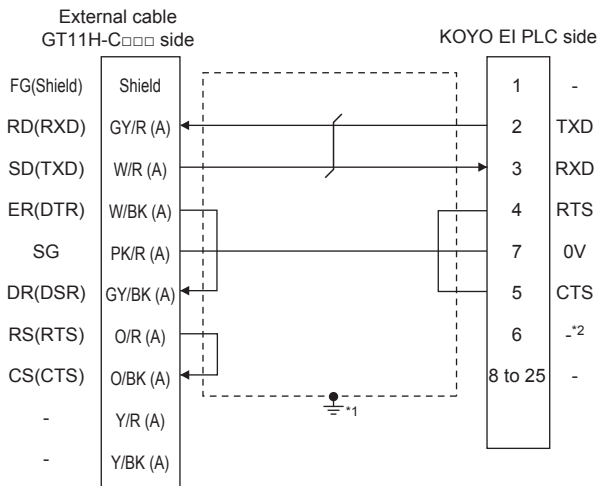 External cable
GT11H-C□□□ side
KOYO EI PLC side
FG(Shield) Shield 1 -
RD(RXD) GY/R (A) 2 TXD
SD(TXD) W/R (A) 3 RXD
ER(DTR) W/BK (A) 4 RTS
SG PK/R (A) 7 0V
DR(DSR) GY/BK (A) 5 CTS
RS(RTS) O/R (A) 6 -*2
CS(CTS) O/BK (A) 8 to 25 -
*1
- Y/R (A)
- Y/BK (A)